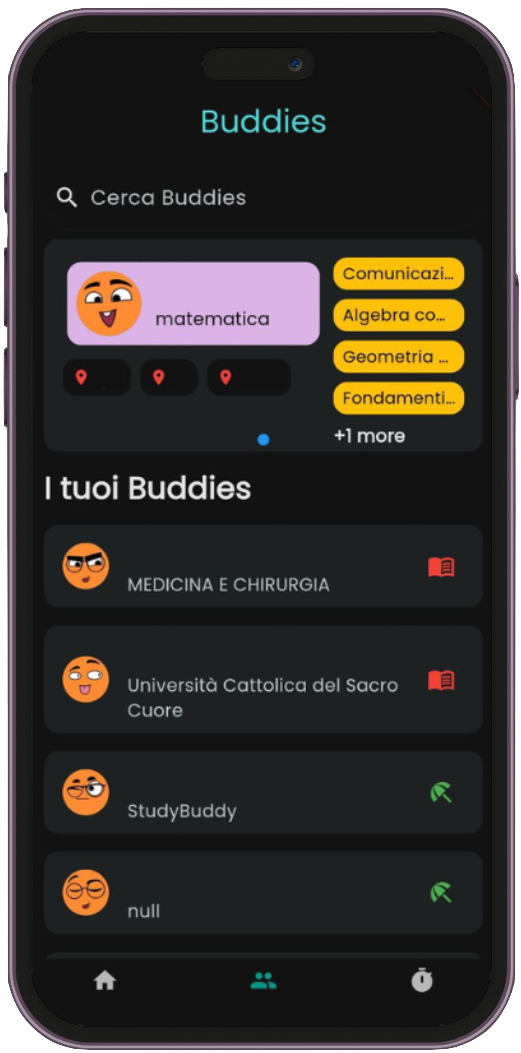 Buddies
Cerca Buddies
matematica
Comunicazi...
Algebra co...
Geometria ...
Fondamenti...
+1 more
I tuoi Buddies
MEDICINA E CHIRURGIA
Università Cattolica del Sacro
Cuore
StudyBuddy
null